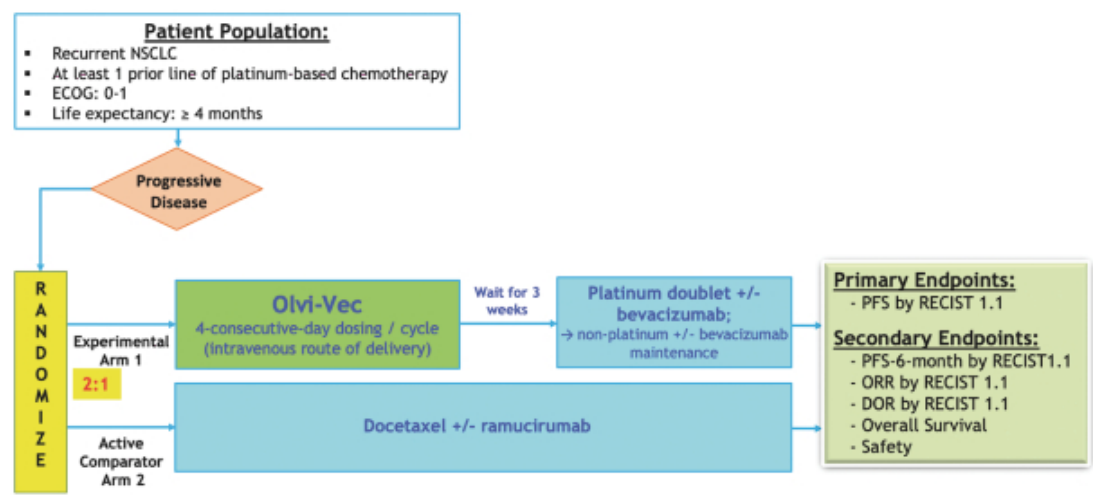 Patient Population:
▪ Recurrent NSCLC
▪ At least 1 prior line of platinum-based chemotherapy
▪ ECOG: 0-1
▪ Life expectancy: ≥ 4 months
Progressive
Disease
RANDOMIZE
Experimental
Arm 1
2:1
Active
Comparator
Arm 2
Olvi-Vec
4-consecutive-day dosing / cycle
(intravenous route of delivery)
Wait for 3
weeks
Platinum doublet +/-
bevacizumab;
→ non-platinum +/- bevacizumab
maintenance
Docetaxel +/- ramucirumab
Primary Endpoints:
- PFS by RECIST 1.1
Secondary Endpoints:
- PFS-6-month by RECIST1.1
- ORR by RECIST 1.1
- DOR by RECIST 1.1
- Overall Survival
- Safety